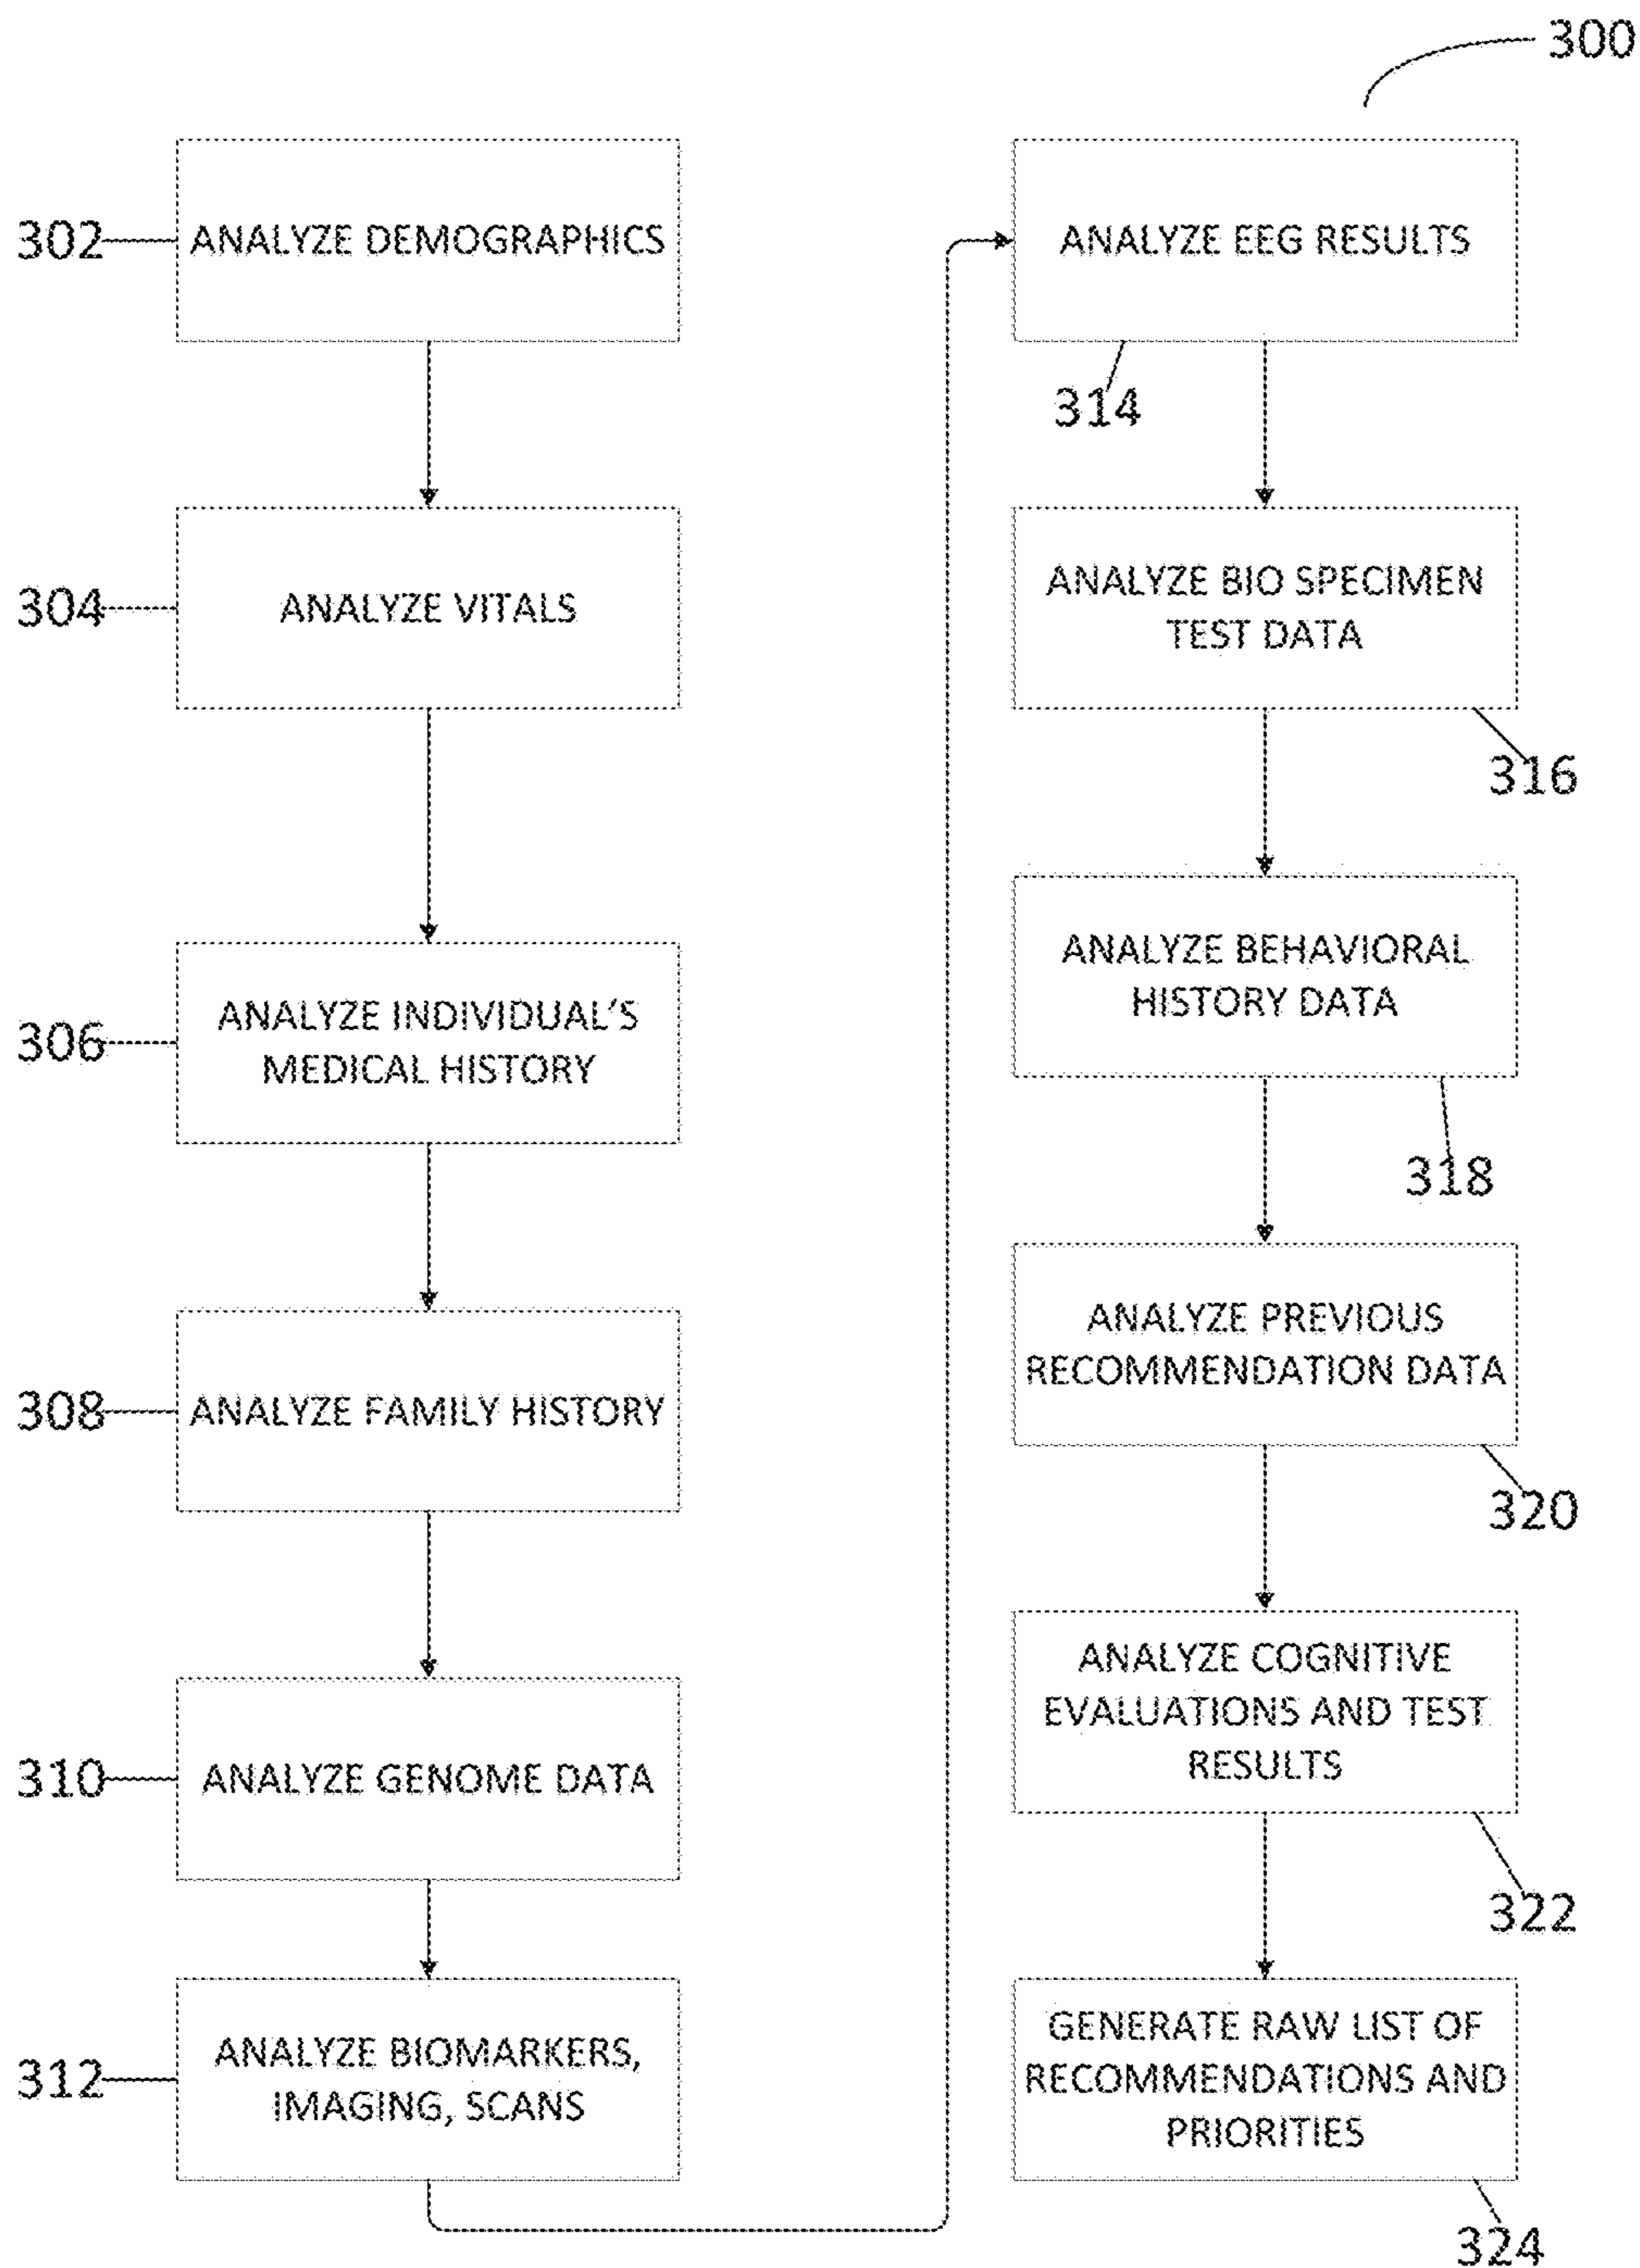 300
302
ANALYZE DEMOGRAPHICS
304
ANALYZE VITALS
306
ANALYZE INDIVIDUAL'S
MEDICAL HISTORY
308
ANALYZE FAMILY HISTORY
310
ANALYZE GENOME DATA
312
ANALYZE BIOMARKERS,
IMAGING, SCANS
ANALYZE EEG RESULTS
314
ANALYZE BIO SPECIMEN
TEST DATA
316
ANALYZE BEHAVIORAL
HISTORY DATA
318
ANALYZE PREVIOUS
RECOMMENDATION DATA
320
ANALYZE COGNITIVE
EVALUATIONS AND TEST
RESULTS
322
GENERATE RAW LIST OF
RECOMMENDATIONS AND
PRIORITIES
324